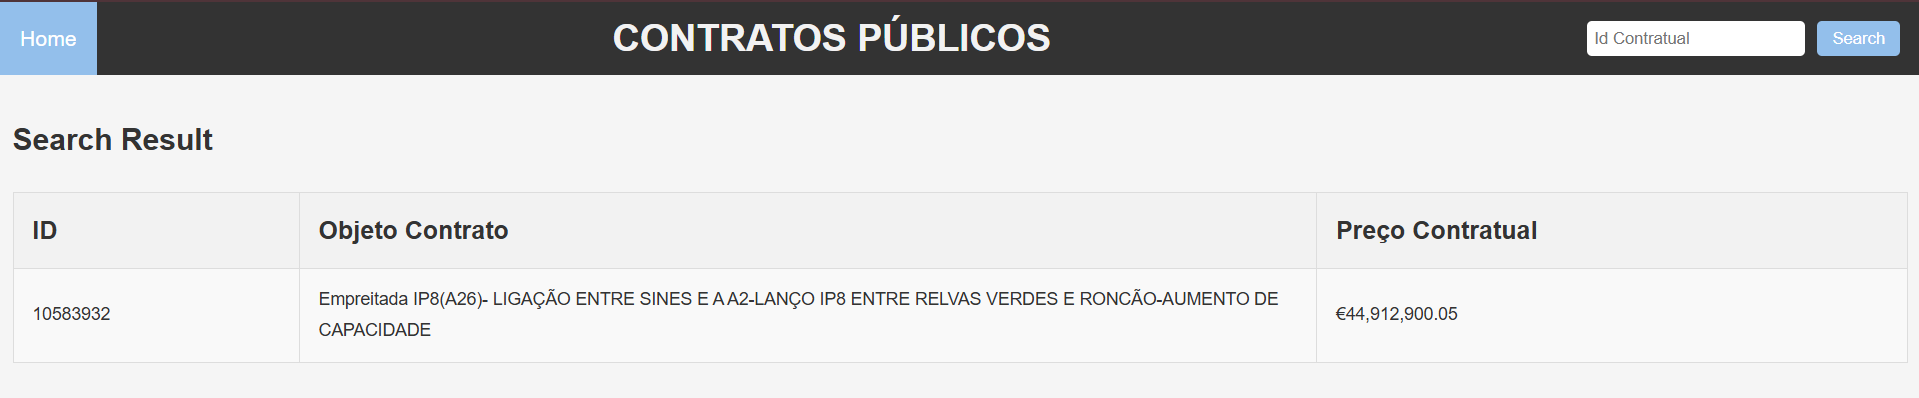 Home
CONTRATOS PÚBLICOS
Id Contratual
Search
Search Result
ID
Objeto Contrato
Preço Contratual
10583932
Empreitada IP8(A26)- LIGAÇÃO ENTRE SINES E A A2-LANÇO IP8 ENTRE RELVAS VERDES E RONCÃO-AUMENTO DE
CAPACIDADE
€44,912,900.05